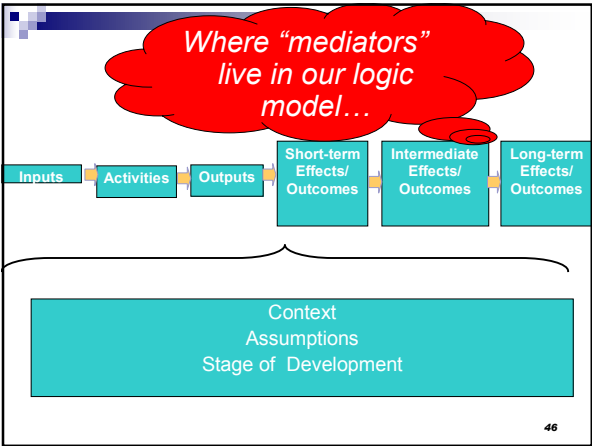 Where “mediators”
live in our logic
model…
Inputs
Activities
Outputs
Short-term
Effects/
Outcomes
Intermediate
Effects/
Outcomes
Long-term
Effects/
Outcomes
Context
Assumptions
Stage of Development
46